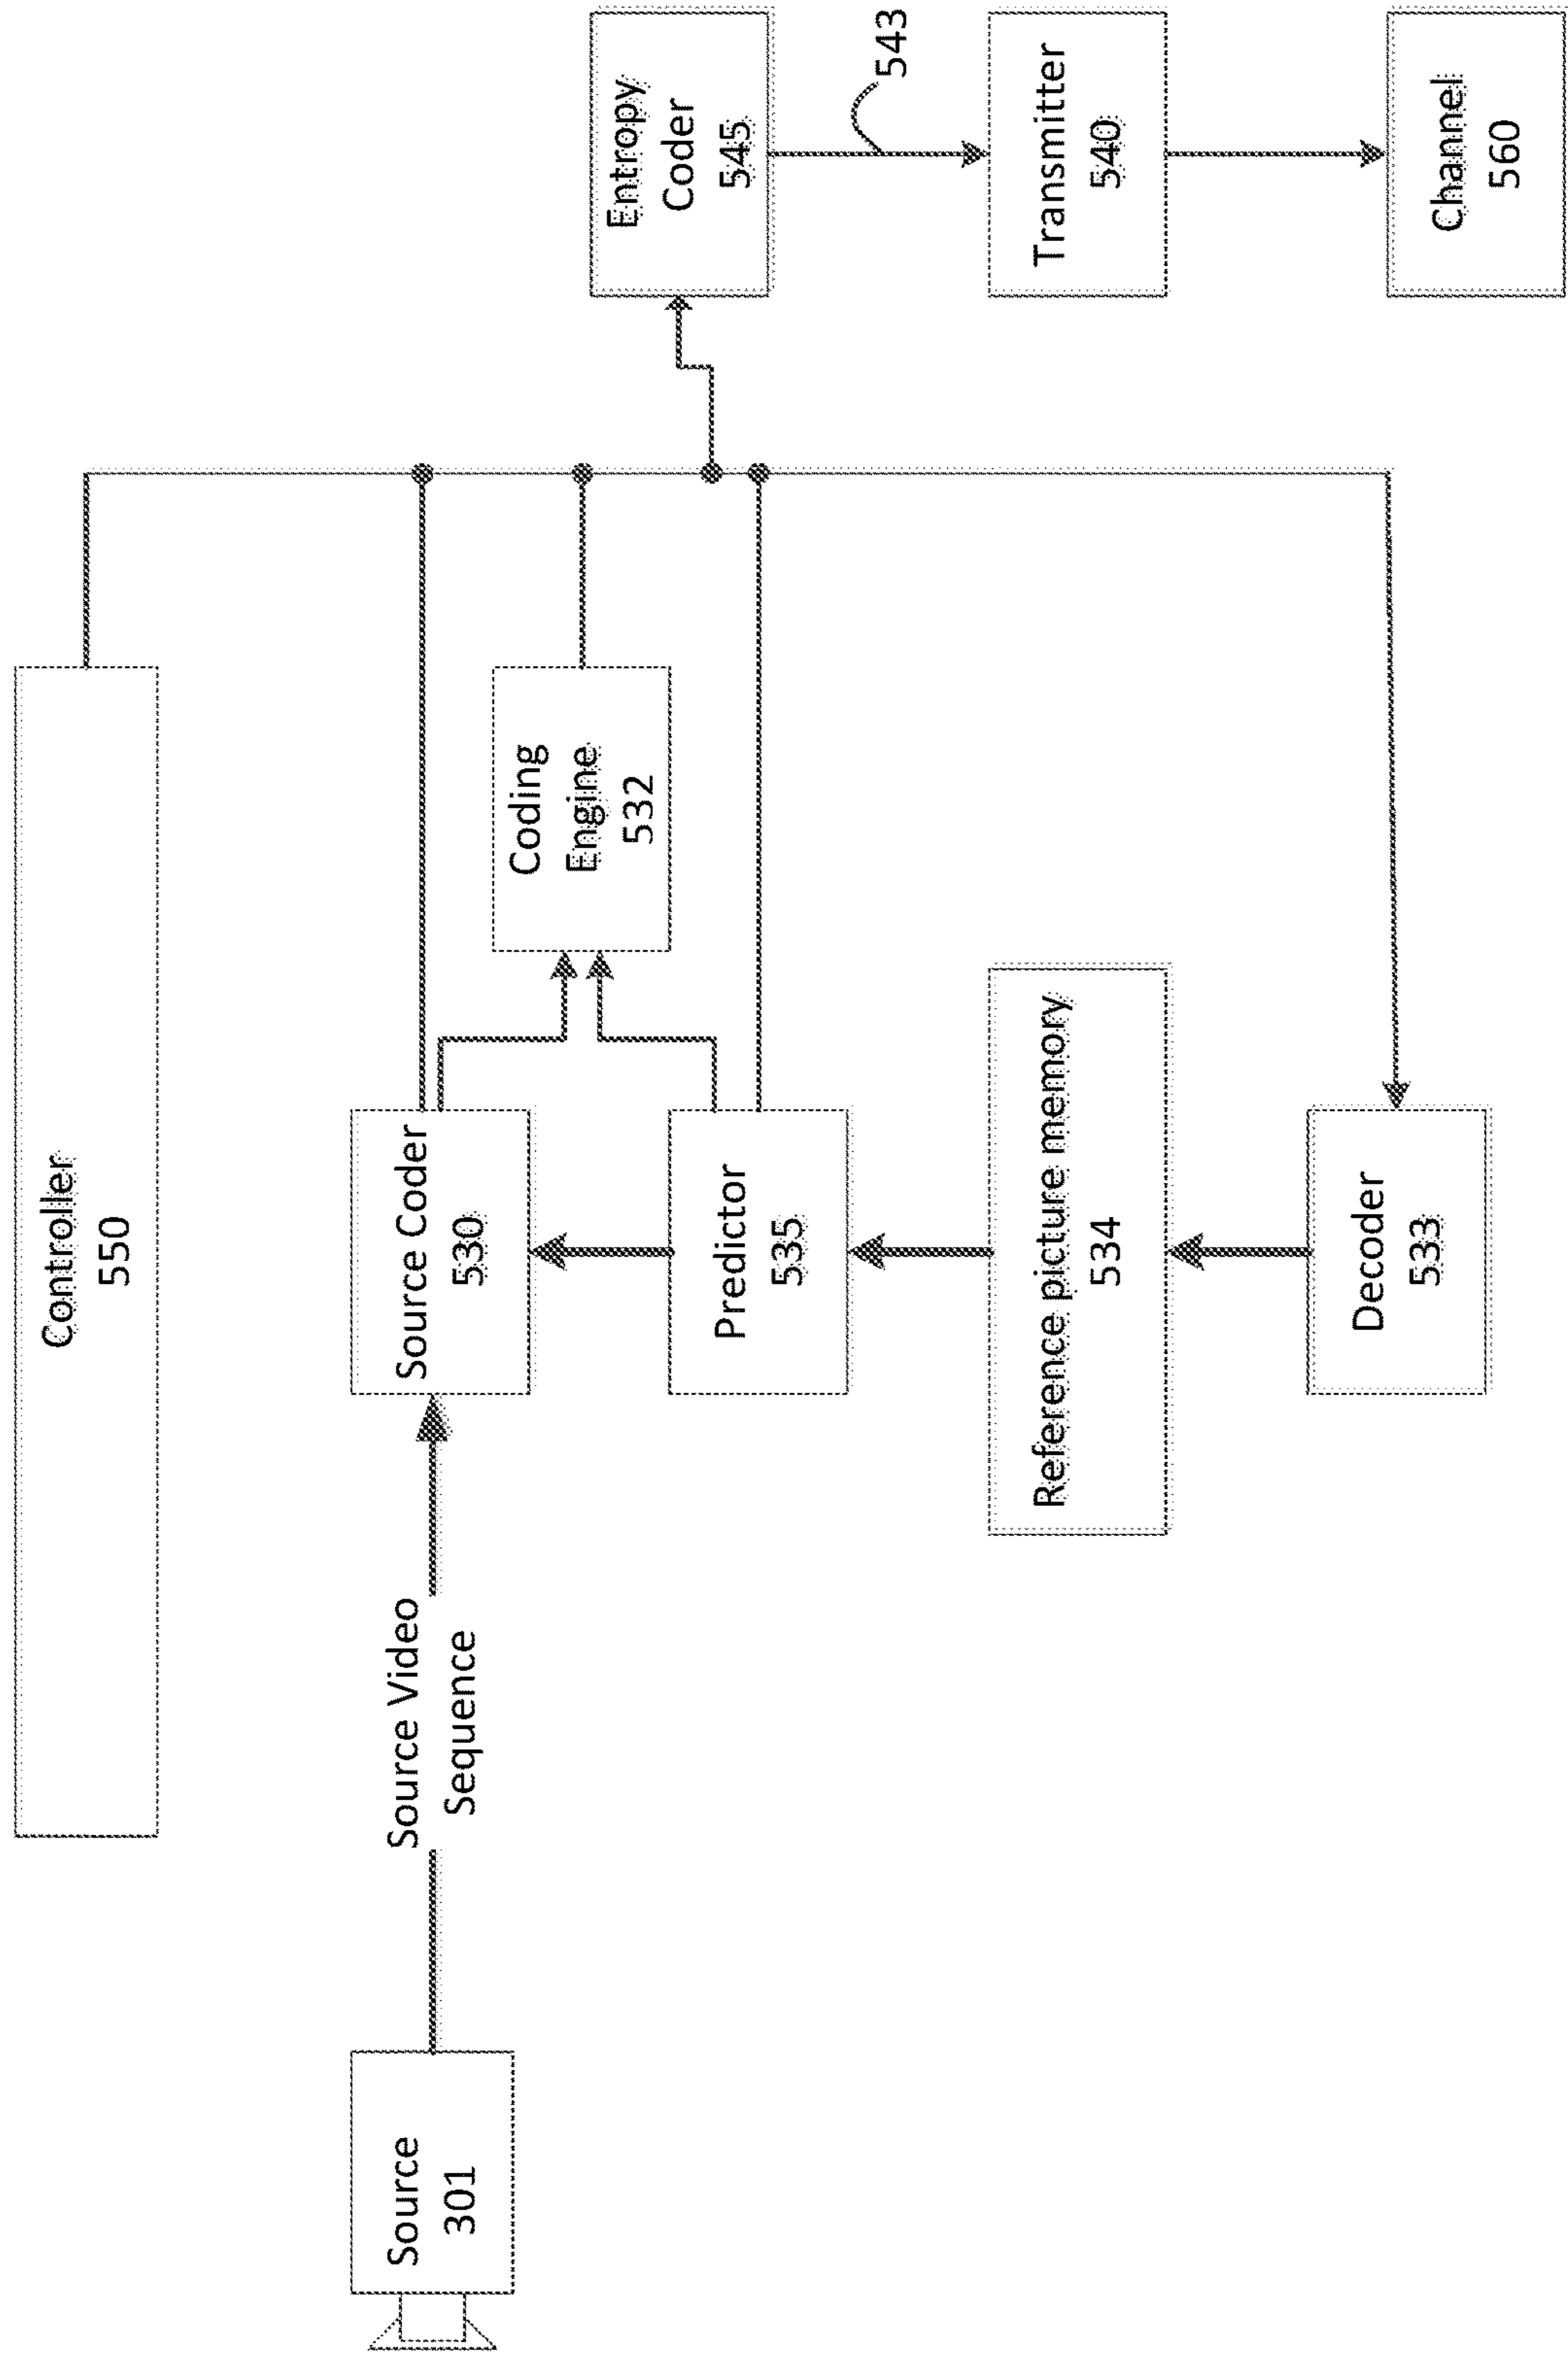 Controller
550
Source
301
Source Video
Sequence
Source Coder
530
Coding
Engine
532
Predictor
535
Reference picture memory
534
Decoder
533
Entropy
Coder
545
543
Transmitter
540
Channel
560